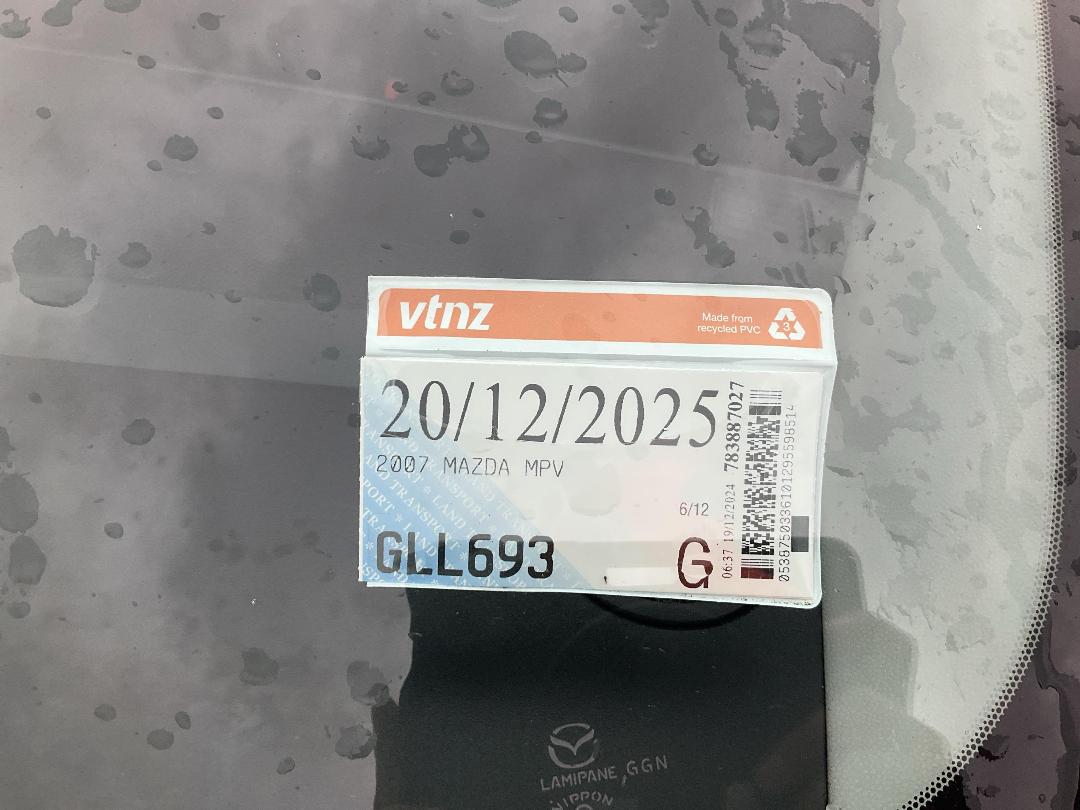 vtnz
Made from
recycled PVC
3
20/12/2025
2007 MAZDA MPV
6/12
GLL693
G
783887027
06:37 19/12/2024
LAMIPANE,GGN
NIPPON